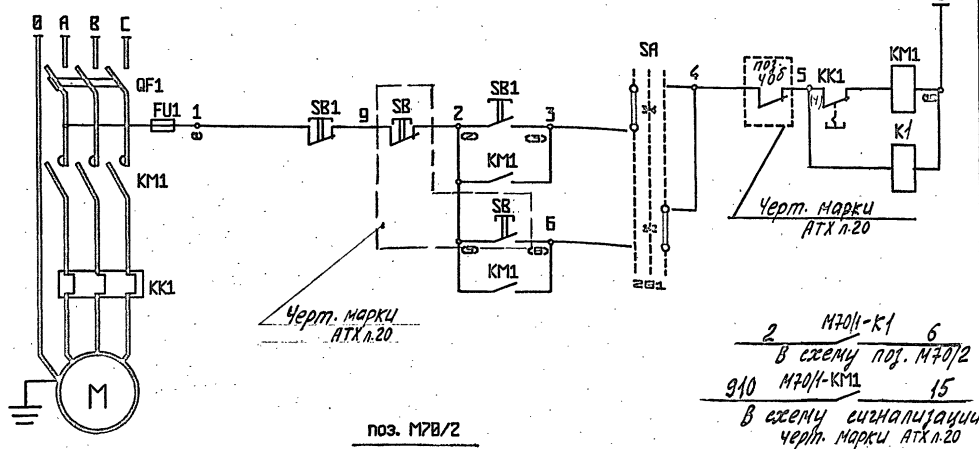 0 A B C
QF1
FU1 1
SB1 9 SB 2 SB1 3
KM1
SB 6
KM1
SA
201
4
поз.
406
5 KK1 KM1
K1
KM1
KK1
M
Черт. марки
АТХ л.20
Черт. марки
АТХ л.20
2 М70/1-К1 6
В схему поз. М70/2
910 М70/1-КМ1 15
В схему сигнализации
черт. марки АТХ л.20
поз. М70/2